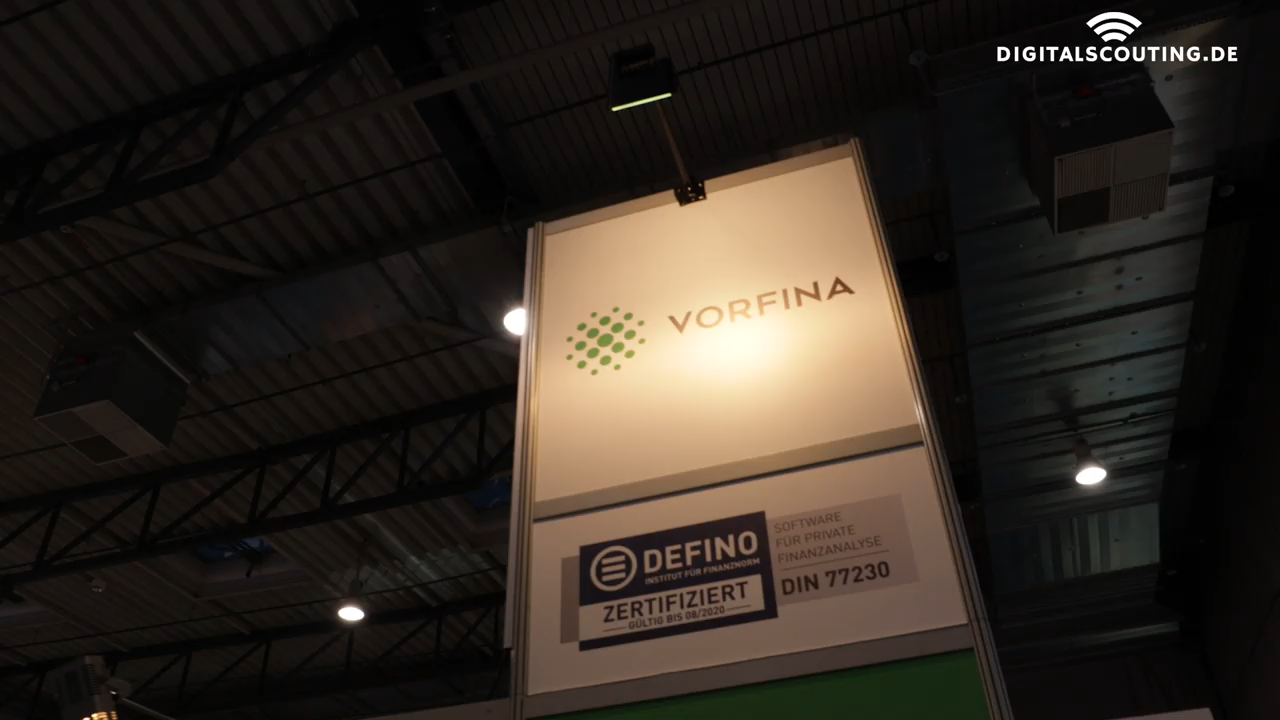 DIGITALSCOUTING.DE
VORFINA
DEFINO
INSTITUT FÜR FINANZNORM
ZERTIFIZIERT
GÜLTIG BIS 08/2020
SOFTWARE
FÜR PRIVATE
FINANZANALYSE
DIN 77230